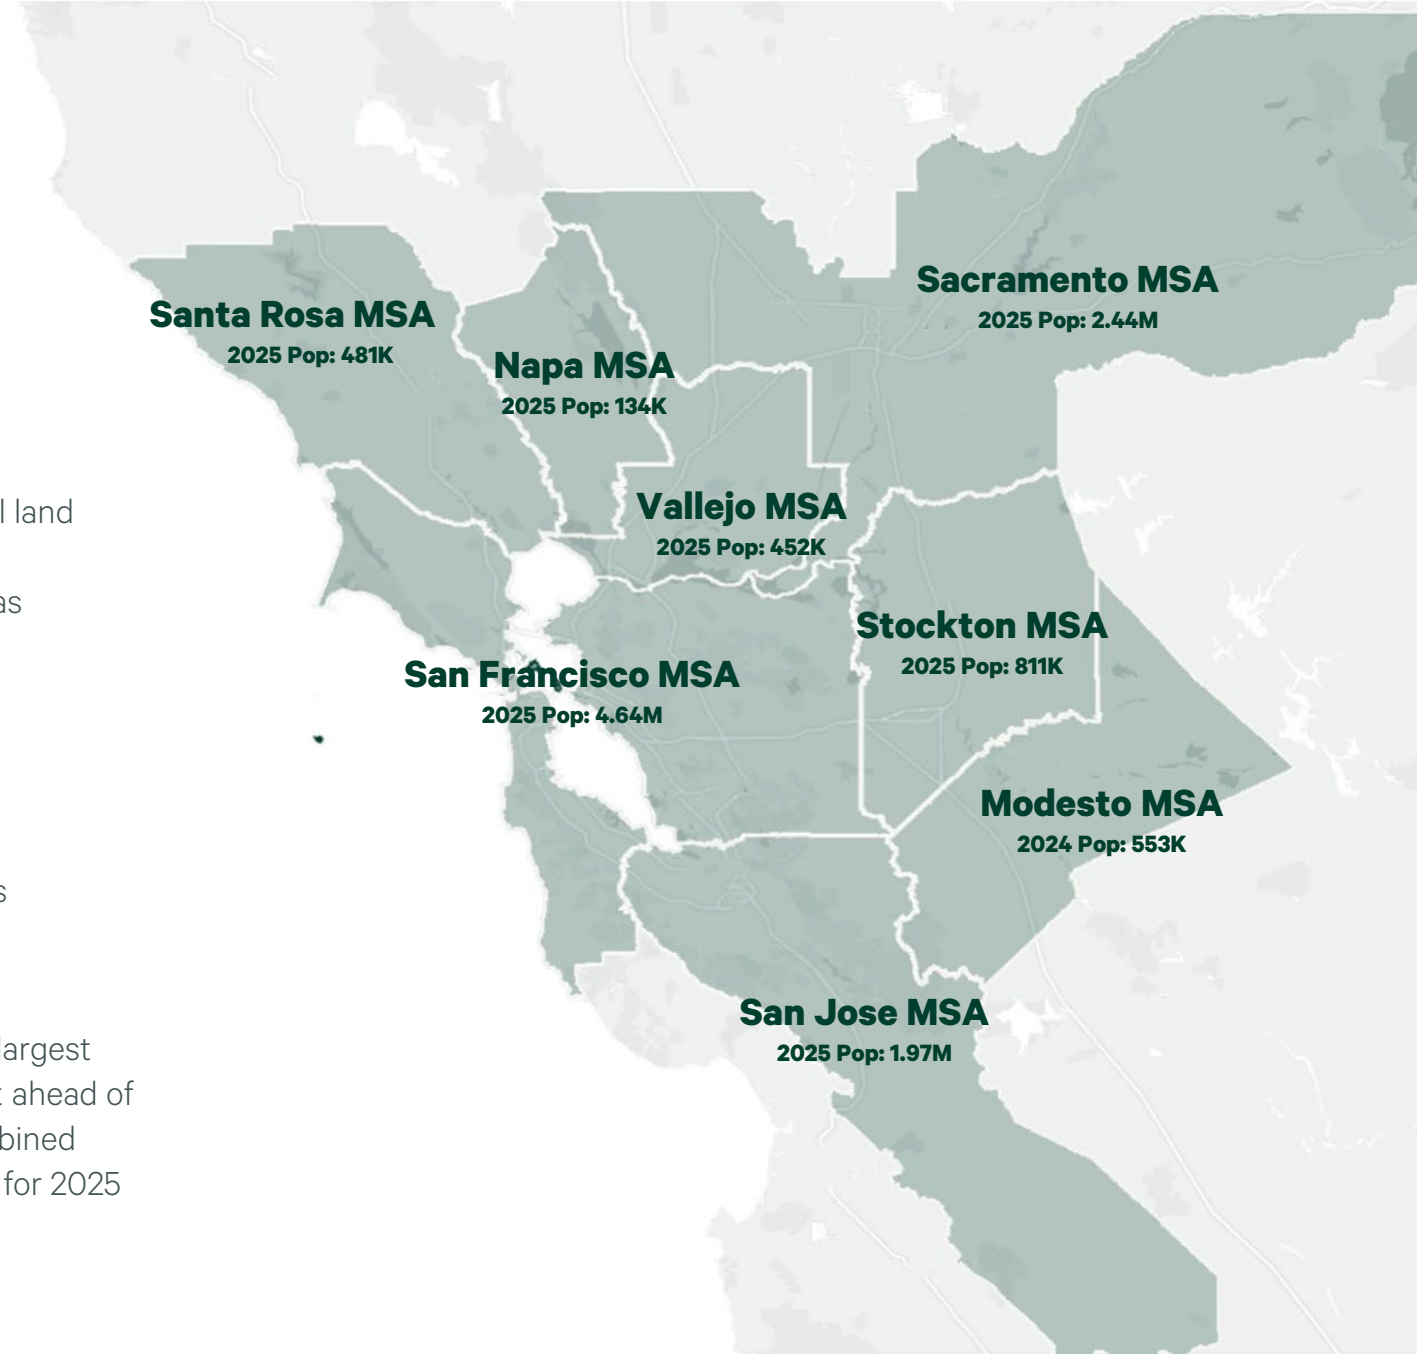 l land
as
s
largest
t ahead of
bined
for 2025
Santa Rosa MSA
2025 Pop: 481K
Napa MSA
2025 Pop: 134K
Sacramento MSA
2025 Pop: 2.44M
Vallejo MSA
2025 Pop: 452K
Stockton MSA
2025 Pop: 811K
San Francisco MSA
2025 Pop: 4.64M
Modesto MSA
2024 Pop: 553K
San Jose MSA
2025 Pop: 1.97M